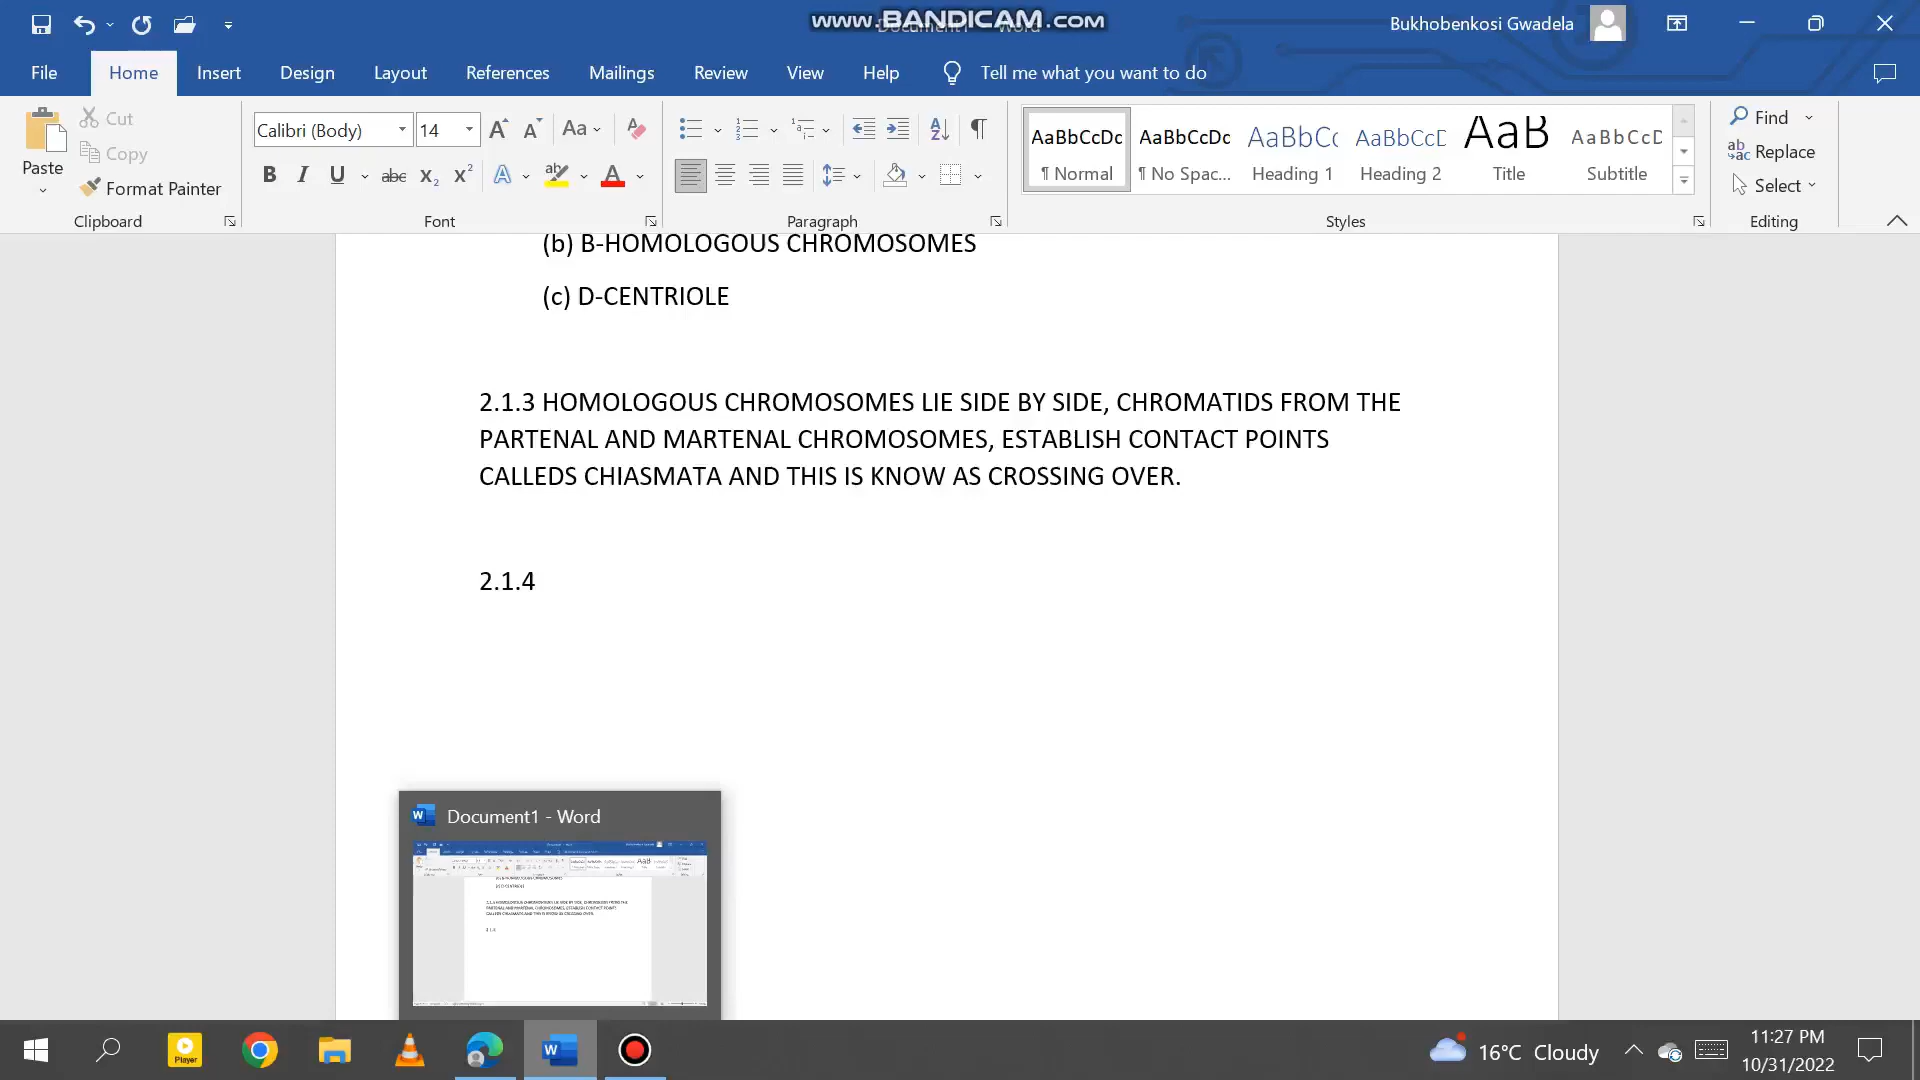 www.BANDICAM.com
Bukhobenkosi Gwadela
File Home Insert Design Layout References Mailings Review View Help Tell me what you want to do
Paste
Cut
Copy
Format Painter
Clipboard
Calibri (Body) 14
Font
Paragraph
AaBbCcDc AaBbCcDc AaBbCc AaBbCcD AaB AaBbCcD
¶ Normal ¶ No Spac... Heading 1 Heading 2 Title Subtitle
Styles
Find
Replace
Select
Editing
(b) B-HOMOLOGOUS CHROMOSOMES
(c) D-CENTRIOLE
2.1.3 HOMOLOGOUS CHROMOSOMES LIE SIDE BY SIDE, CHROMATIDS FROM THE
PARTENAL AND MARTENAL CHROMOSOMES, ESTABLISH CONTACT POINTS
CALLEDS CHIASMATA AND THIS IS KNOW AS CROSSING OVER.
2.1.4
Document1 - Word
Player
16°C Cloudy
11:27 PM
10/31/2022